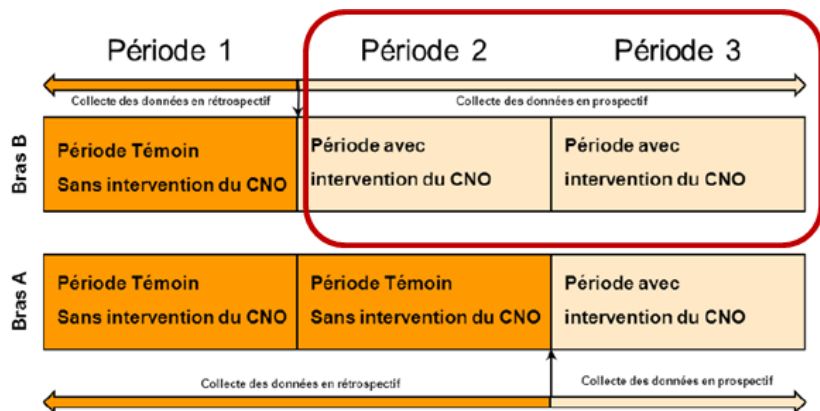 Période 1 Période 2 Période 3
Collecte des données en rétrospectif Collecte des données en prospectif
Bras B
Période Témoin
Sans intervention du CNO
Période avec
intervention du CNO
Période avec
intervention du CNO
Bras A
Période Témoin
Sans intervention du CNO
Période Témoin
Sans intervention du CNO
Période avec
intervention du CNO
Collecte des données en rétrospectif Collecte des données en prospectif